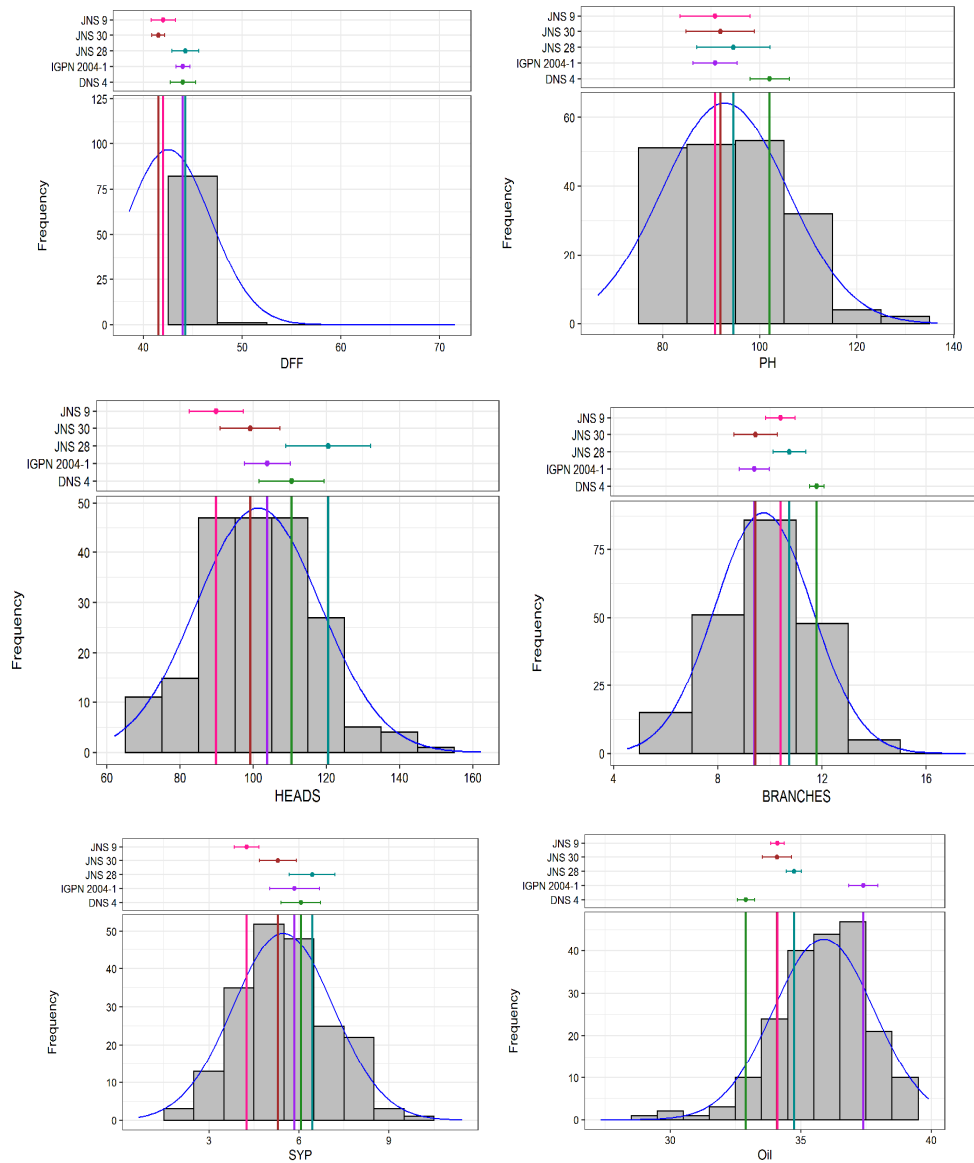 JNS 9
JNS 30
JNS 28
IGPN 2004-1
DNS 4
125
100
75
50
25
0
Frequency
40
50
60
70
DFF
JNS 9
JNS 30
JNS 28
IGPN 2004-1
DNS 4
60
40
20
0
Frequency
80
100
120
140
PH
JNS 9
JNS 30
JNS 28
IGPN 2004-1
DNS 4
50
40
30
20
10
0
Frequency
60
80
100
120
140
160
HEADS
JNS 9
JNS 30
JNS 28
IGPN 2004-1
DNS 4
75
50
25
0
Frequency
4
8
12
16
BRANCHES
JNS 9
JNS 30
JNS 28
IGPN 2004-1
DNS 4
50
40
30
20
10
0
Frequency
3
6
9
SYP
JNS 9
JNS 30
JNS 28
IGPN 2004-1
DNS 4
40
30
20
10
0
Frequency
30
35
40
Oil